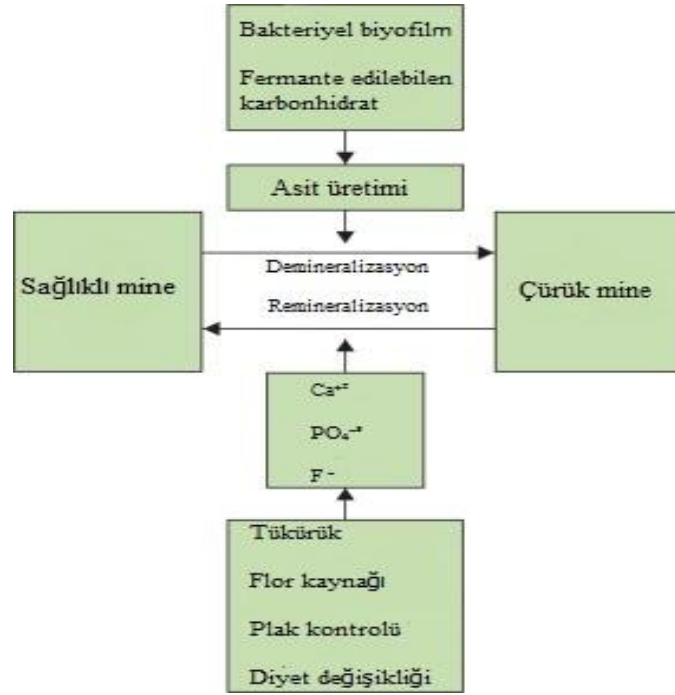 Bakteriyel biyofilm
Fermante edilebilen
karbonhidrat
Asit üretimi
Sağlıklı mine
Demineralizasyon
Remineralizasyon
Çürük mine
Ca⁺²
PO₄⁻³
F⁻
Tükürük
Flor kaynağı
Plak kontrolü
Diyet değişikliği